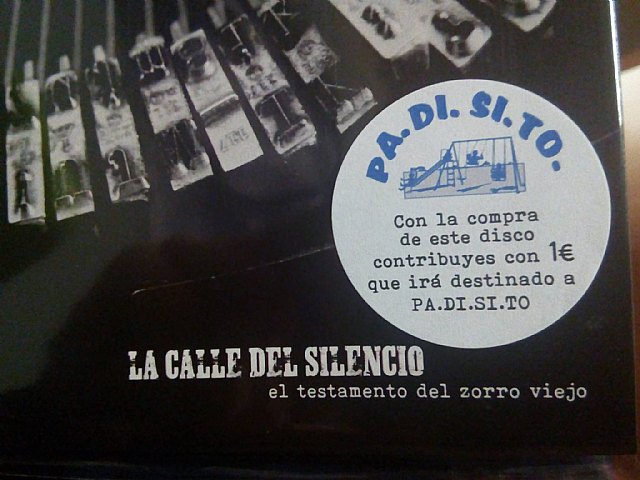 PA.DI.SI.TO.
Con la compra
de este disco
contribuyes con 1€
que irá destinado a
PA.DI.SI.TO
LA CALLE DEL SILENCIO
el testamento del zorro viejo